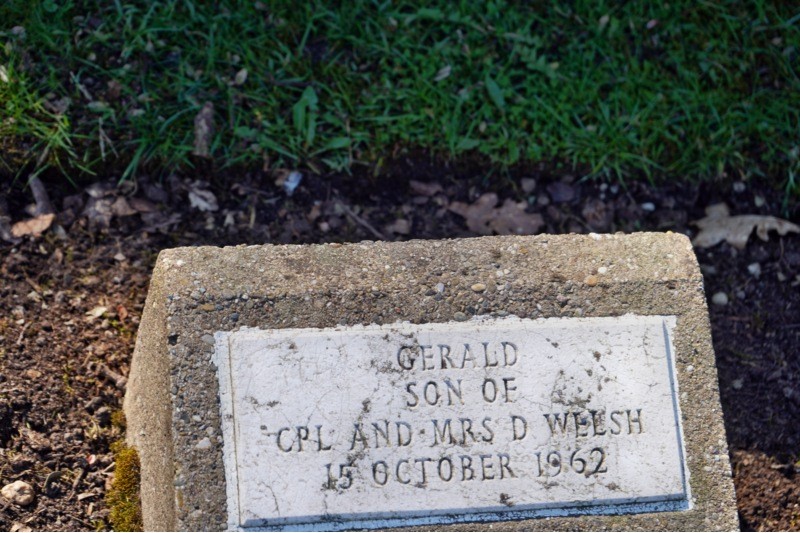 GERALD
SON OF
CPL AND MRS D WELSH
15 OCTOBER 1962